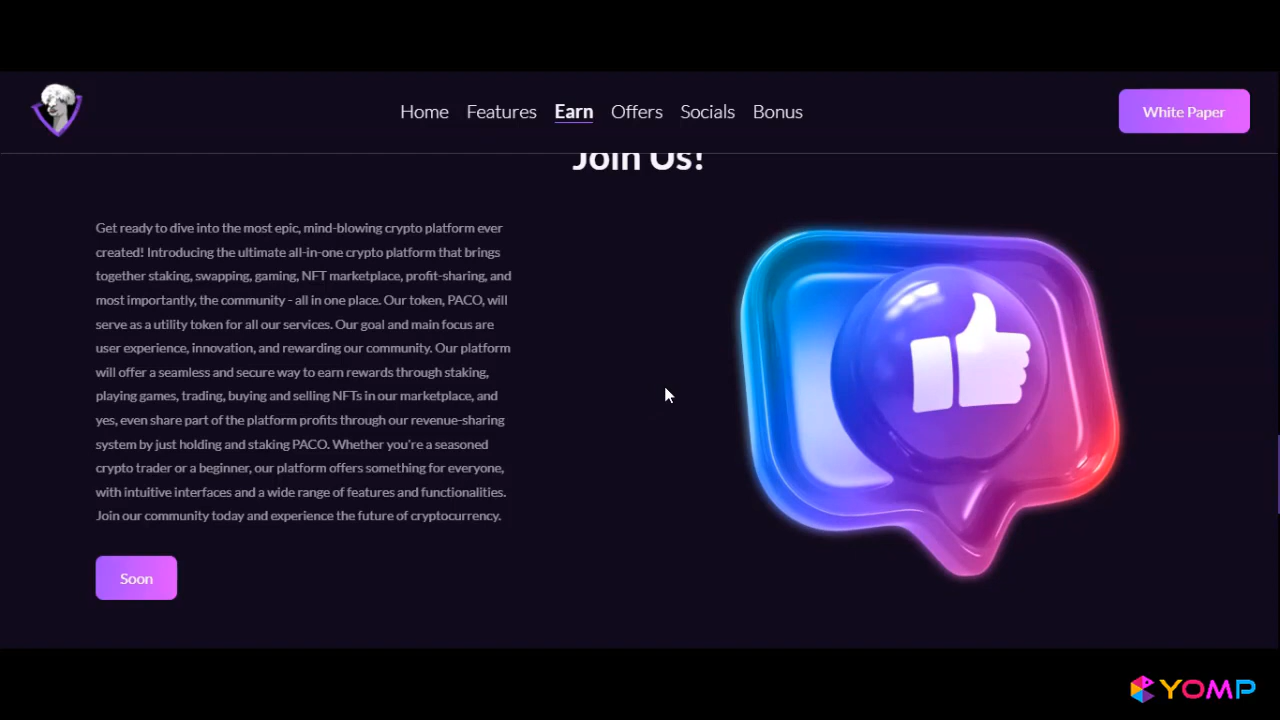 Home Features Earn Offers Socials Bonus
White Paper
Join Us!
Get ready to dive into the most epic, mind-blowing crypto platform ever
created! Introducing the ultimate all-in-one crypto platform that brings
together staking, swapping, gaming, NFT marketplace, profit-sharing, and
most importantly, the community - all in one place. Our token, PACO, will
serve as a utility token for all our services. Our goal and main focus are
user experience, innovation, and rewarding our community. Our platform
will offer a seamless and secure way to earn rewards through staking,
playing games, trading, buying and selling NFTs in our marketplace, and
yes, even share part of the platform profits through our revenue-sharing
system by just holding and staking PACO. Whether you're a seasoned
crypto trader or a beginner, our platform offers something for everyone,
with intuitive interfaces and a wide range of features and functionalities.
Join our community today and experience the future of cryptocurrency.
Soon
YOMP